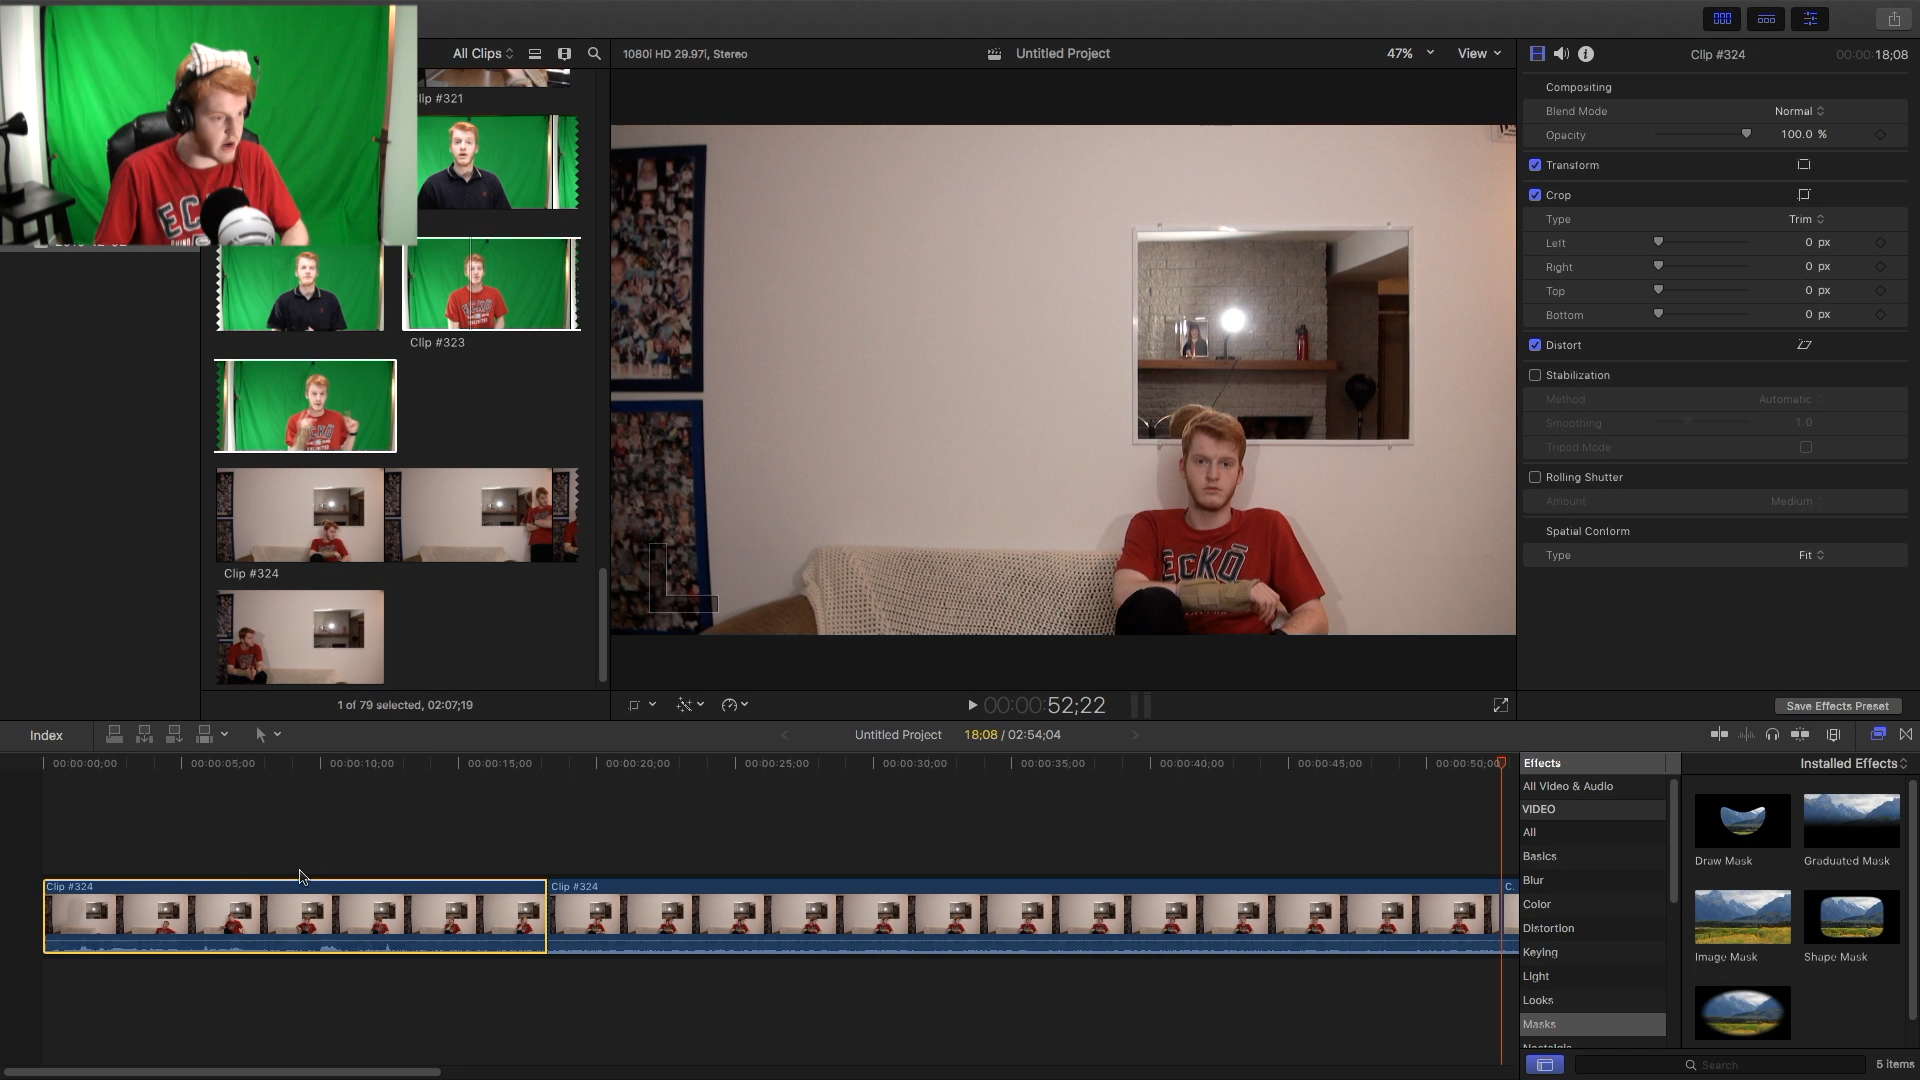 All Clips
1080i HD 29.97i, Stereo
Untitled Project
47%
View
Clip #324
00:00:00:18;08
lip #321
Clip #323
Clip #324
ECKŌ
1 of 79 selected, 02:07;19
00:00:52;22
Compositing
Blend Mode
Normal
Opacity
100.0 %
Transform
Crop
Type
Trim
Left
0 px
Right
0 px
Top
0 px
Bottom
0 px
Distort
Stabilization
Method
Automatic
Smoothing
1.0
Tripod Mode
Rolling Shutter
Amount
Medium
Spatial Conform
Type
Fit
Save Effects Preset
Index
Untitled Project
18;08 / 02:54;04
00:00:00;00
00:00:05;00
00:00:10;00
00:00:15;00
00:00:20;00
00:00:25;00
00:00:30;00
00:00:35;00
00:00:40;00
00:00:45;00
00:00:50;00
Clip #324
Clip #324
C.
Effects
Installed Effects
All Video & Audio
VIDEO
All
Basics
Blur
Color
Distortion
Keying
Light
Looks
Masks
Nostalgia
Draw Mask
Graduated Mask
Image Mask
Shape Mask
Search
5 items